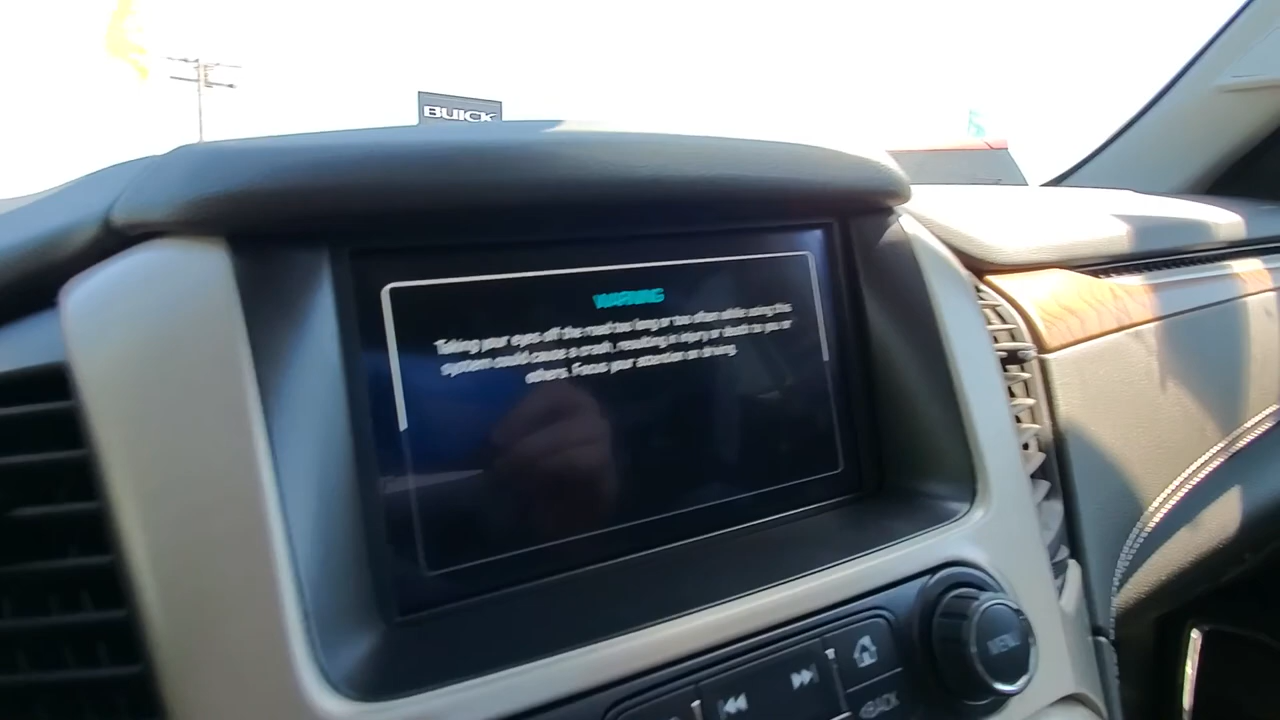 BUICK
WARNING
Taking your eyes off the road too long or too often while using this
system could cause a crash, resulting in injury or death to you or
others. Focus your attention on driving.
MENU
BACK